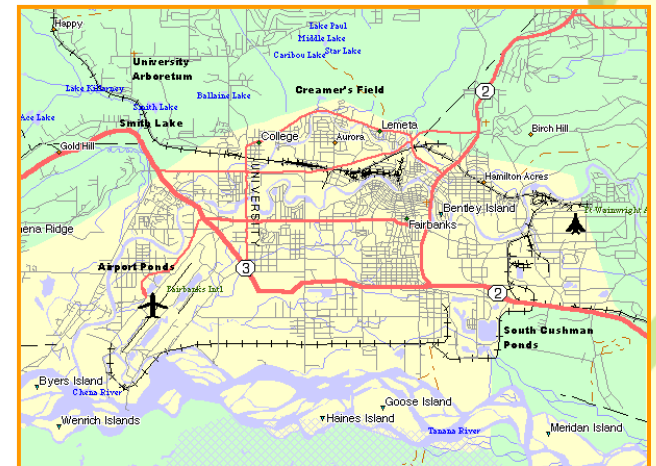 Happy
Lake Paul
Middle Lake
Star Lake
Caribou Lake
University
Arboretum
Creamer's Field
2
Lake Killarney
Ballaine Lake
Smith Lake
Ace Lake
Smith Lake
Lemeta
College
Aurora
Birch Hill
Gold Hill
UNIVERSITY
Hamilton Acres
Bentley Island
Wainwright A
ena Ridge
Fairbanks
Airport Ponds
3
Fairbanks Int'l
2
South Cushman
Ponds
Byers Island
Chena River
Goose Island
Wenrich Islands
Haines Island
Tanana River
Meridan Island